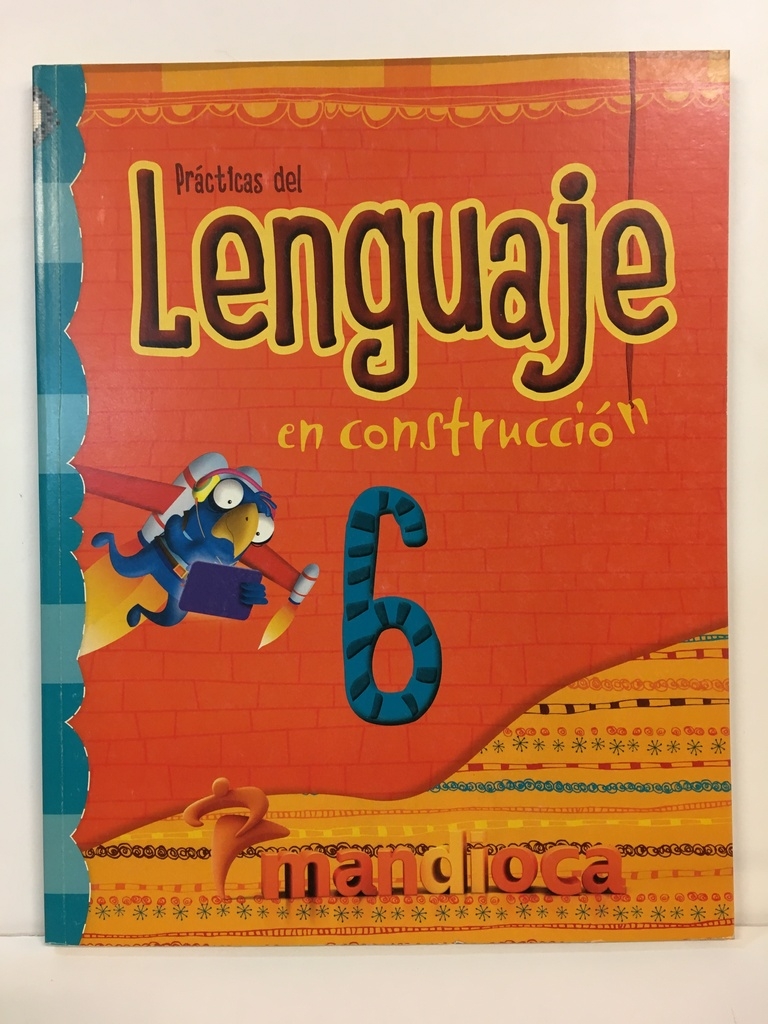 Prácticas del
Lenguaje
en construcción
6
mandioca